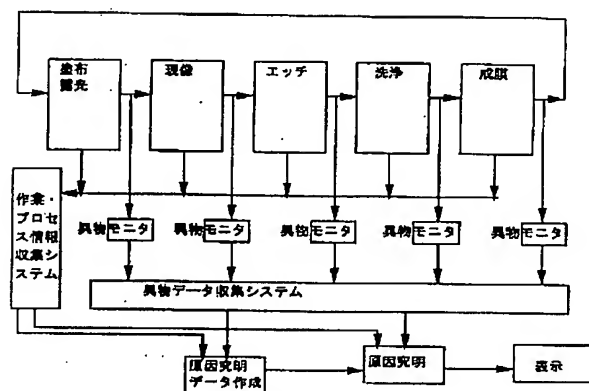 塗布
露光
現像
エッチ
洗浄
成膜
作業・
プロセ
ス情報
収集シ
ステム
異物モニタ
異物モニタ
異物モニタ
異物モニタ
異物モニタ
異物データ収集システム
原因究明
データ作成
原因究明
表示